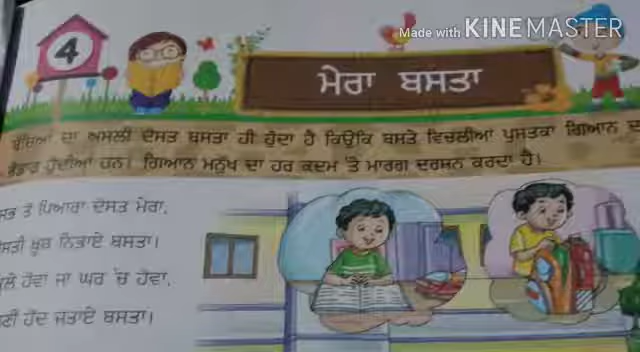 Made with KINEMASTER
4
ਮੇਰਾ ਬਸਤਾ
ਬੱਚਿਆਂ ਦਾ ਅਸਲੀ ਦੋਸਤ ਬਸਤਾ ਹੀ ਹੁੰਦਾ ਹੈ ਕਿਉਂਕਿ ਬਸਤੇ ਵਿਚਲੀਆਂ ਪੁਸਤਕਾਂ ਗਿਆਨ ਦਾ
ਭੰਡਾਰ ਹੁੰਦੀਆਂ ਹਨ। ਗਿਆਨ ਮਨੁੱਖ ਦਾ ਹਰ ਕਦਮ 'ਤੇ ਮਾਰਗ ਦਰਸ਼ਨ ਕਰਦਾ ਹੈ।
ਤੋਂ ਪਿਆਰਾ ਦੋਸਤ ਮੇਰਾ,
ਖੂਬ ਨਿਭਾਏ ਬਸਤਾ।
ਹੋਵਾਂ ਜਾਂ ਘਰ 'ਚ ਹੋਵਾਂ,
ਹੋਂਦ ਜਤਾਏ ਬਸਤਾ।